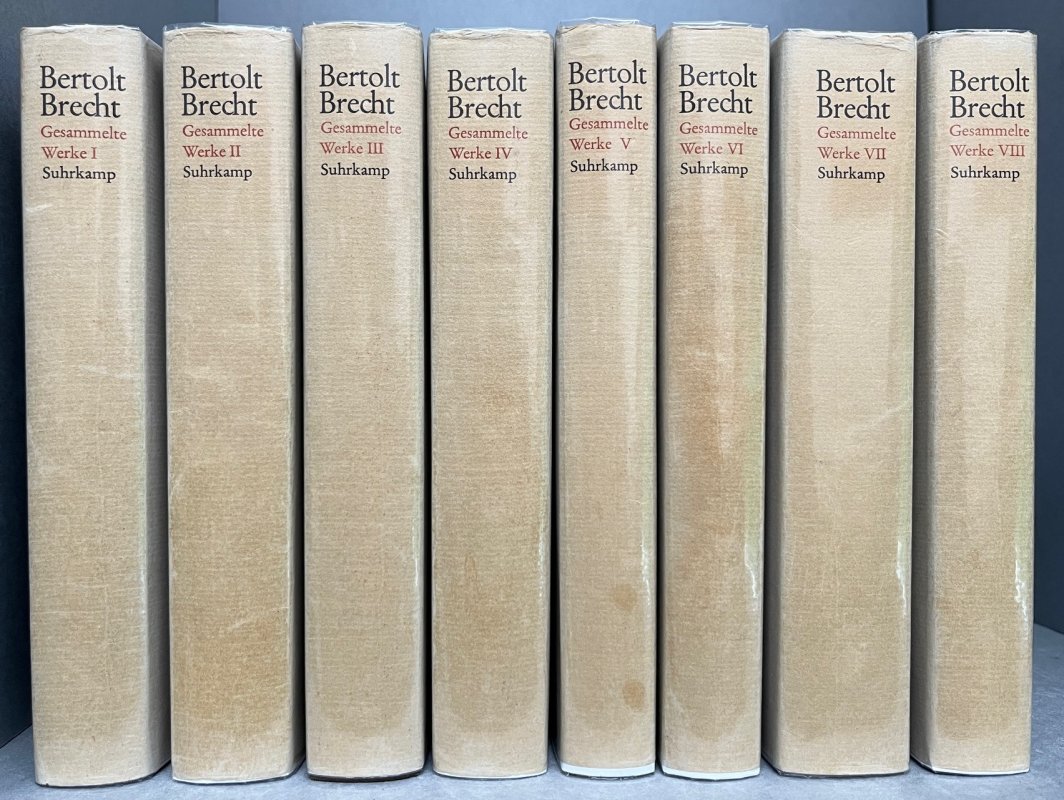 Bertolt
Brecht
Gesammelte
Werke I
Suhrkamp
Bertolt
Brecht
Gesammelte
Werke II
Suhrkamp
Bertolt
Brecht
Gesammelte
Werke III
Suhrkamp
Bertolt
Brecht
Gesammelte
Werke IV
Suhrkamp
Bertolt
Brecht
Gesammelte
Werke V
Suhrkamp
Bertolt
Brecht
Gesammelte
Werke VI
Suhrkamp
Bertolt
Brecht
Gesammelte
Werke VII
Suhrkamp
Bertolt
Brecht
Gesammelte
Werke VIII
Suhrkamp